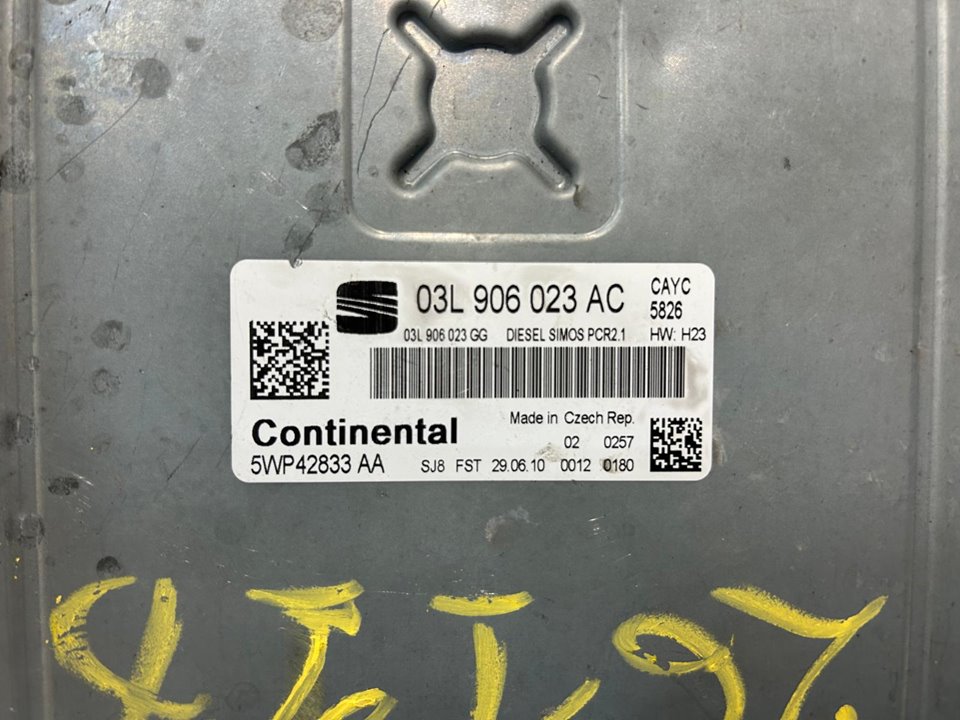 03L 906 023 AC
CAYC
5826
03L 906 023 GG DIESEL SIMOS PCR2.1 HW: H23
Continental
Made in Czech Rep.
02 0257
5WP42833 AA
SJ8 FST 29.06.10 0012 0180